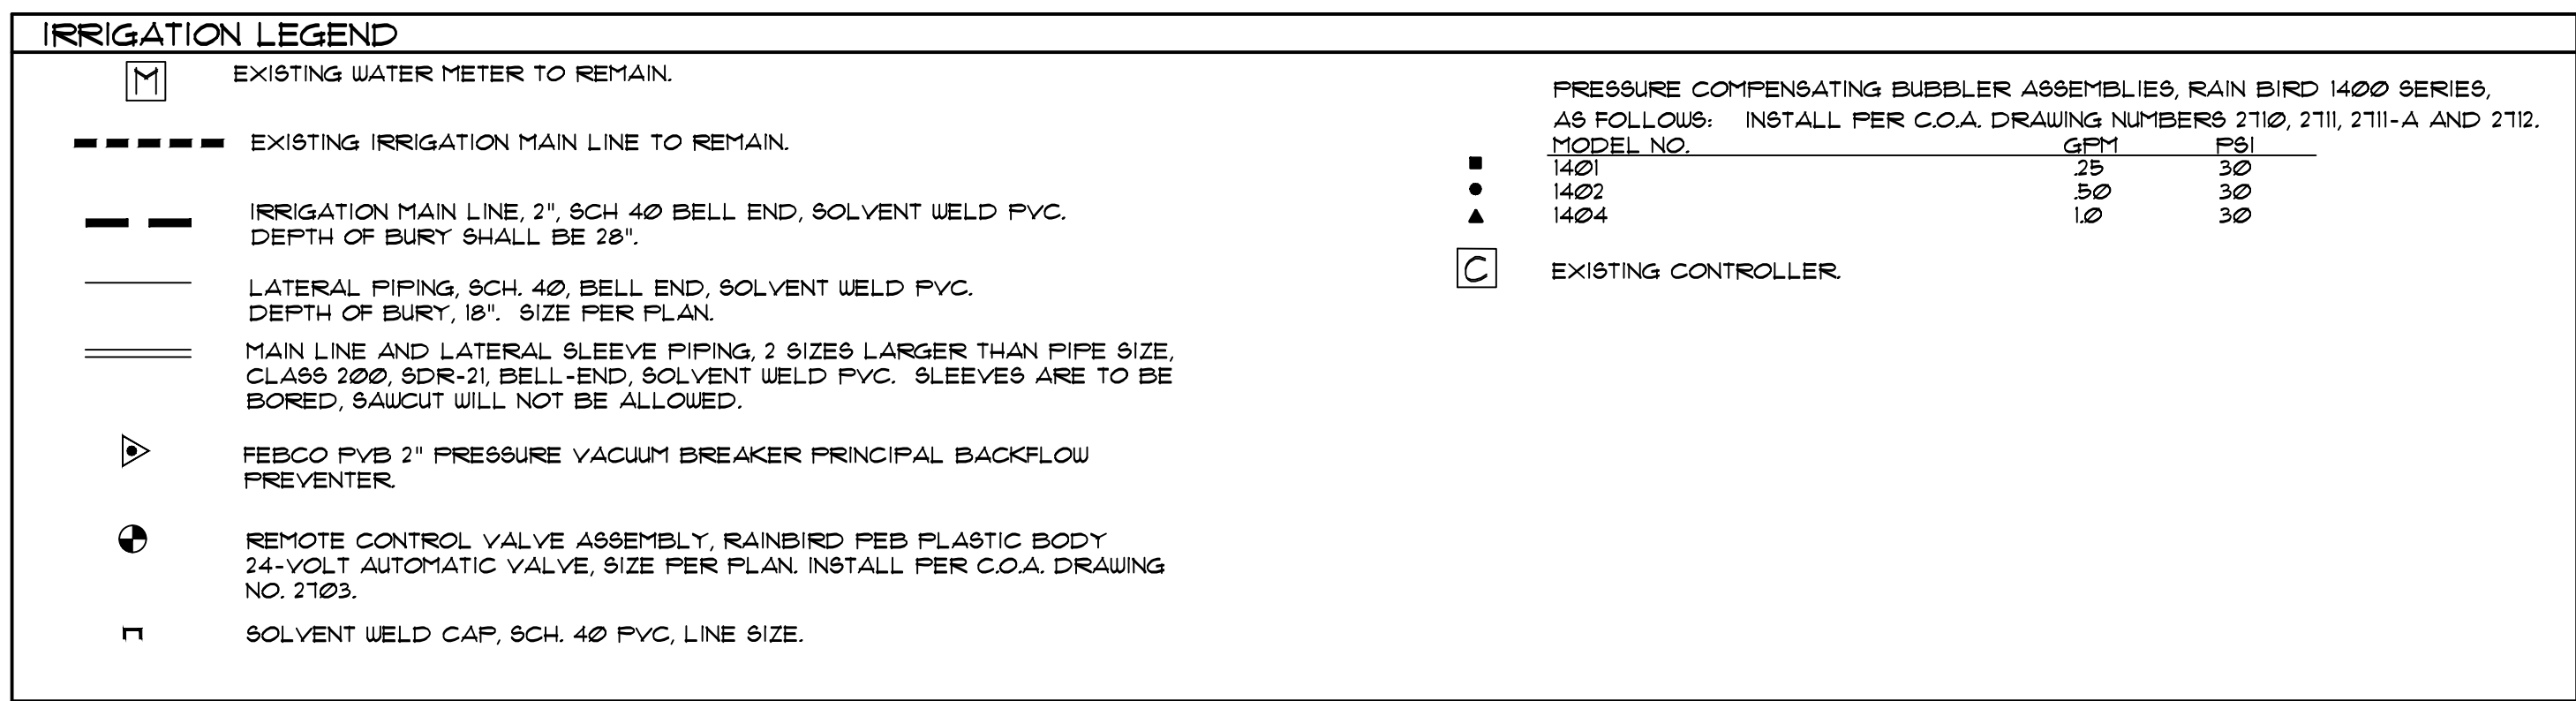 IRRIGATION LEGEND
M
EXISTING WATER METER TO REMAIN.
EXISTING IRRIGATION MAIN LINE TO REMAIN.
IRRIGATION MAIN LINE, 2", SCH 40 BELL END, SOLVENT WELD PVC.
DEPTH OF BURY SHALL BE 28".
LATERAL PIPING, SCH. 40, BELL END, SOLVENT WELD PVC.
DEPTH OF BURY, 18". SIZE PER PLAN.
MAIN LINE AND LATERAL SLEEVE PIPING, 2 SIZES LARGER THAN PIPE SIZE,
CLASS 200, SDR-21, BELL-END, SOLVENT WELD PVC. SLEEVES ARE TO BE
BORED, SAWCUT WILL NOT BE ALLOWED.
FEBCO PVB 2" PRESSURE VACUUM BREAKER PRINCIPAL BACKFLOW
PREVENTER.
REMOTE CONTROL VALVE ASSEMBLY, RAINBIRD PEB PLASTIC BODY
24-VOLT AUTOMATIC VALVE, SIZE PER PLAN. INSTALL PER C.O.A. DRAWING
NO. 2703.
SOLVENT WELD CAP, SCH. 40 PVC, LINE SIZE.
PRESSURE COMPENSATING BUBBLER ASSEMBLIES, RAIN BIRD 1400 SERIES,
AS FOLLOWS: INSTALL PER C.O.A. DRAWING NUMBERS 2710, 2711, 2711-A AND 2712.
MODEL NO. GPM PSI
1401 .25 30
1402 .50 30
1404 1.0 30
C
EXISTING CONTROLLER.